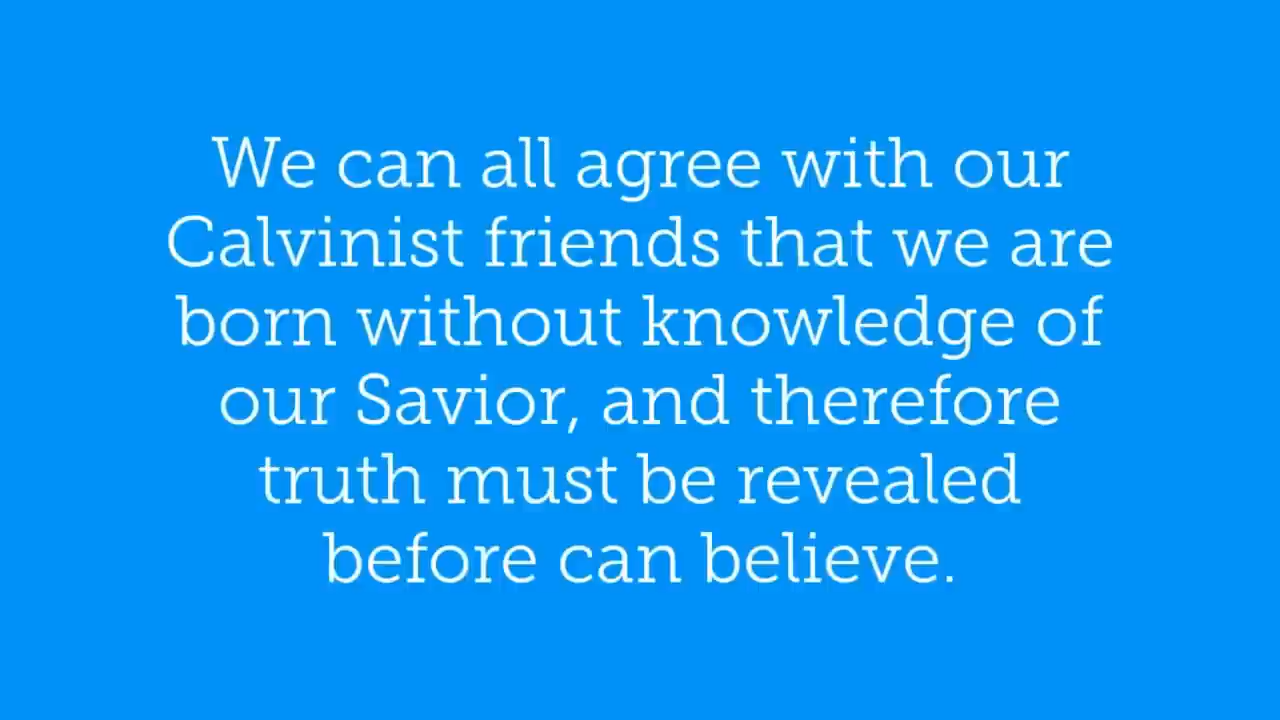 We can all agree with our
Calvinist friends that we are
born without knowledge of
our Savior, and therefore
truth must be revealed
before can believe.